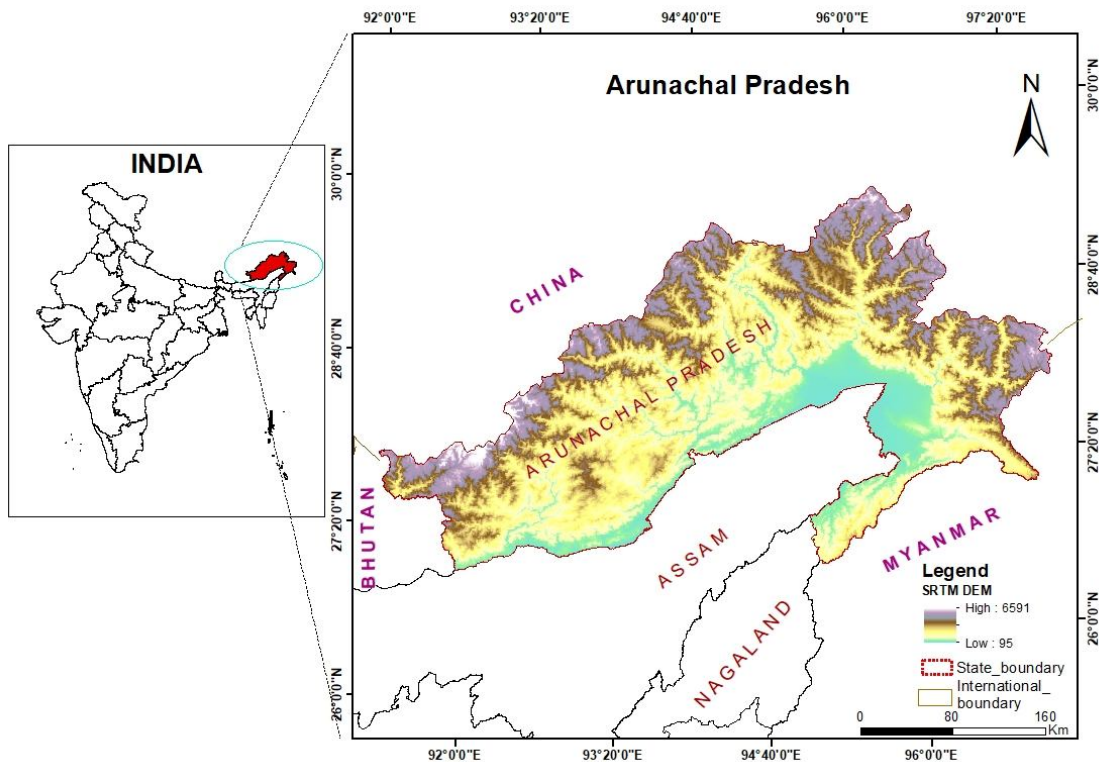 92°0'0"E 93°20'0"E 94°40'0"E 96°0'0"E 97°20'0"E
Arunachal Pradesh
N
INDIA
30°0'0"N
28°40'0"N
27°20'0"N
26°0'0"N
30°0'0"N
28°40'0"N
27°20'0"N
26°0'0"N
CHINA
ARUNACHAL PRADESH
BHUTAN
ASSAM
MYANMAR
NAGALAND
Legend
SRTM DEM
High : 6591
Low : 95
State_boundary
International_
boundary
0 80 160
Km
92°0'0"E 93°20'0"E 94°40'0"E 96°0'0"E